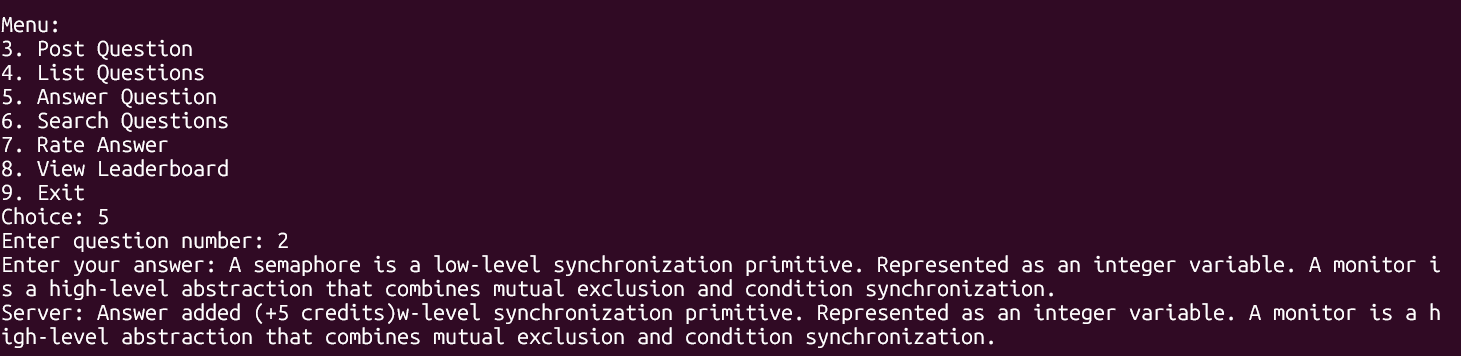 Menu:
3. Post Question
4. List Questions
5. Answer Question
6. Search Questions
7. Rate Answer
8. View Leaderboard
9. Exit
Choice: 5
Enter question number: 2
Enter your answer: A semaphore is a low-level synchronization primitive. Represented as an integer variable. A monitor i
s a high-level abstraction that combines mutual exclusion and condition synchronization.
Server: Answer added (+5 credits)w-level synchronization primitive. Represented as an integer variable. A monitor is a h
igh-level abstraction that combines mutual exclusion and condition synchronization.